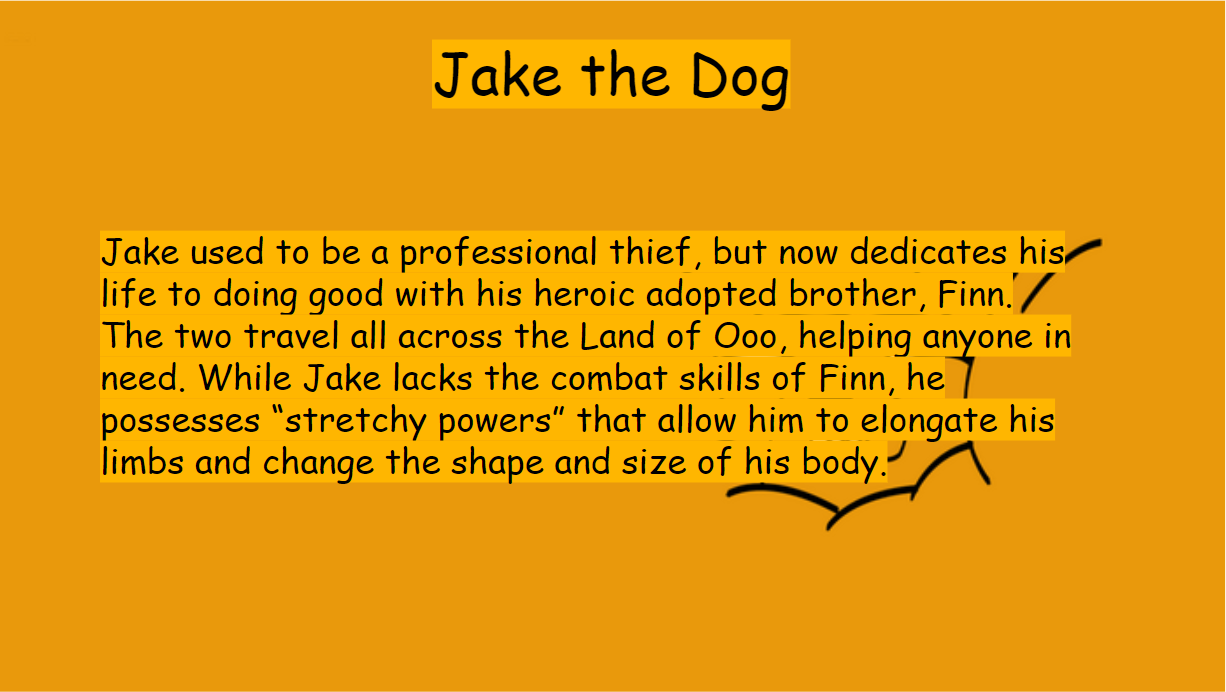 Jake the Dog
Jake used to be a professional thief, but now dedicates his
life to doing good with his heroic adopted brother, Finn.
The two travel all across the Land of Ooo, helping anyone in
need. While Jake lacks the combat skills of Finn, he
possesses “stretchy powers” that allow him to elongate his
limbs and change the shape and size of his body.